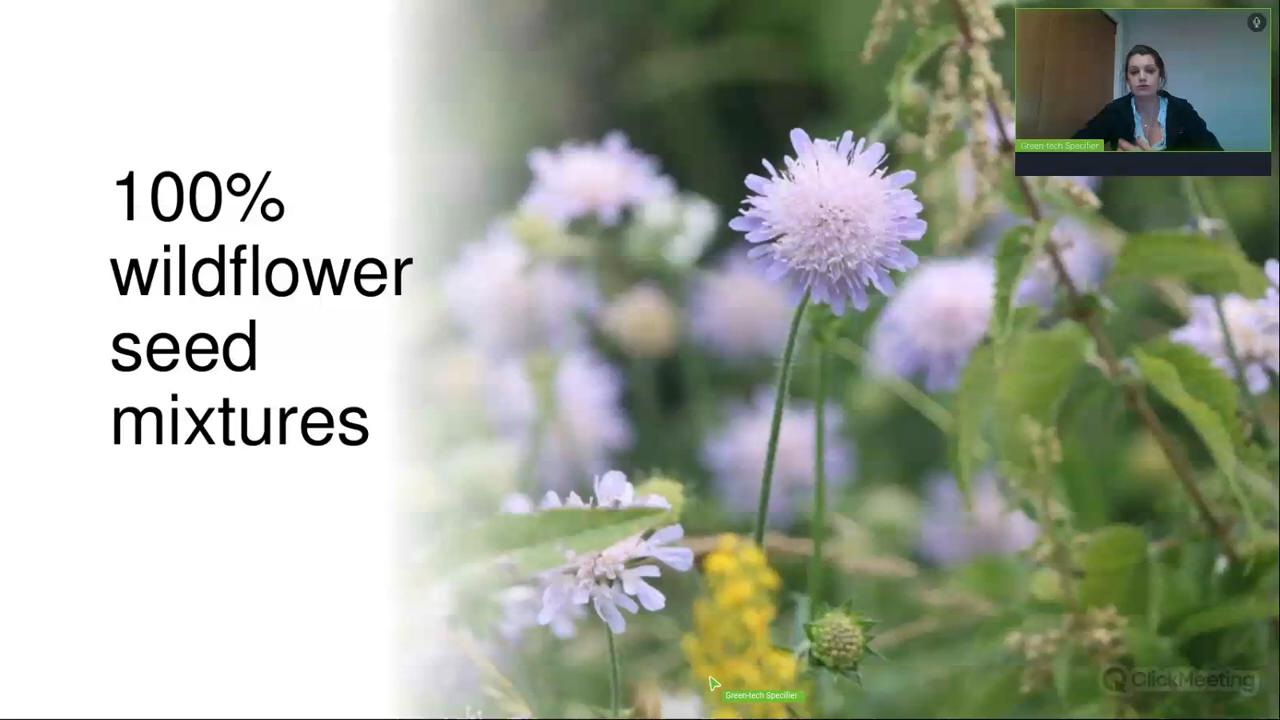 100%
wildflower
seed
mixtures
Green-tech Specifier
Green-tech Specifier
ClickMeeting